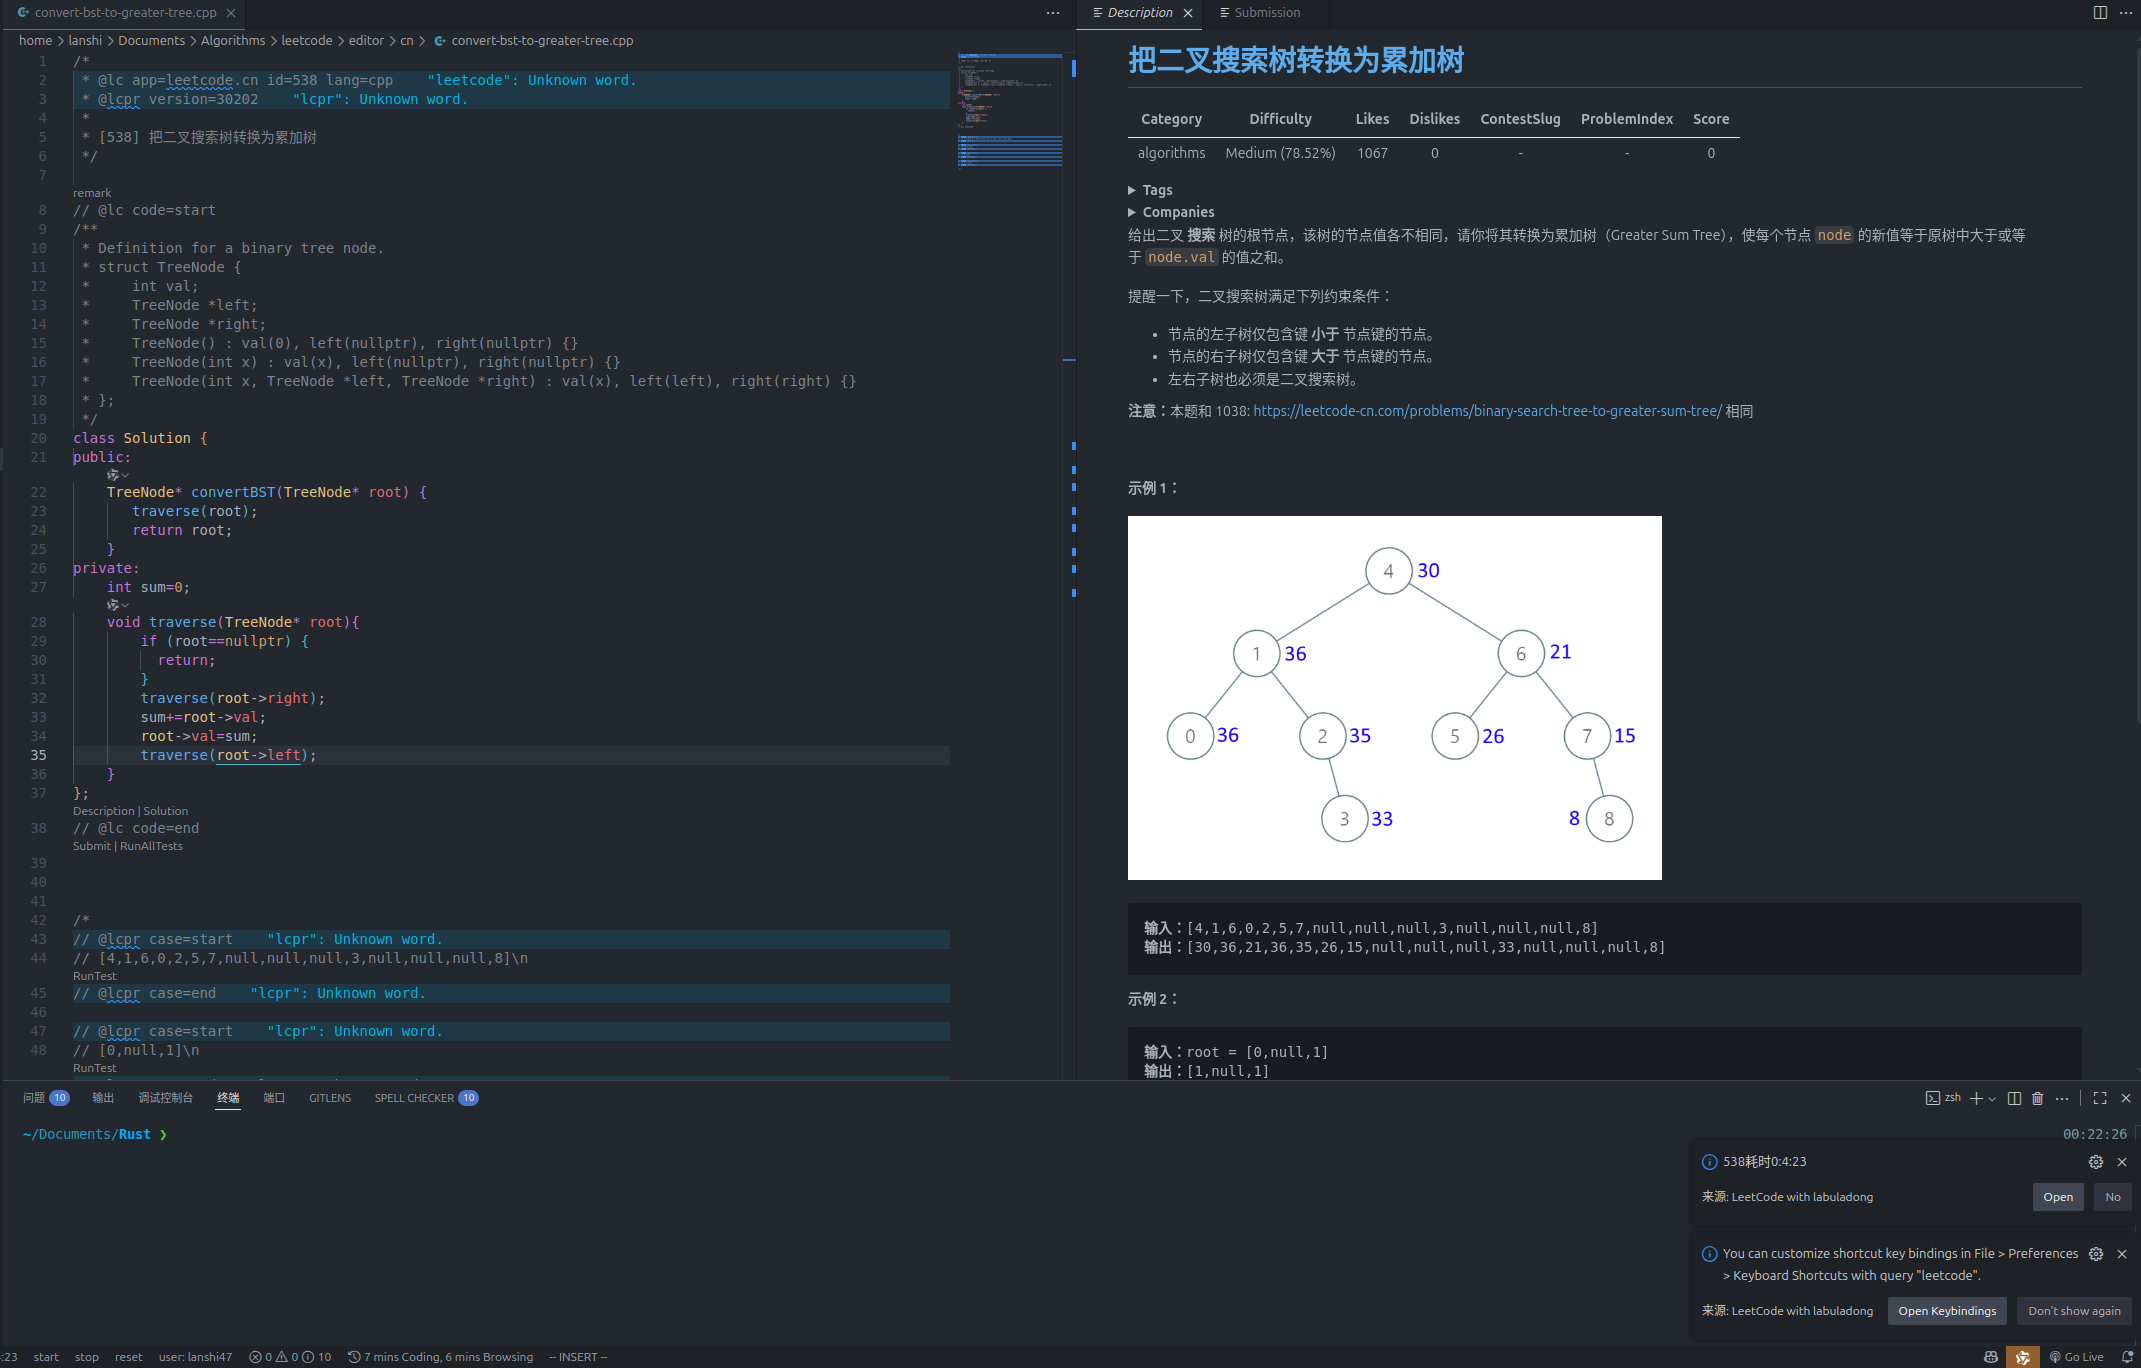 convert-bst-to-greater-tree.cpp
home > lanshi > Documents > Algorithms > leetcode > editor > cn > convert-bst-to-greater-tree.cpp
1 /*
2 * @lc app=leetcode.cn id=538 lang=cpp "leetcode": Unknown word.
3 * @lcpr version=30202 "lcpr": Unknown word.
4 *
5 * [538] 把二叉搜索树转换为累加树
6 */
7
remark
8 // @lc code=start
9 /**
10 * Definition for a binary tree node.
11 * struct TreeNode {
12 *     int val;
13 *     TreeNode *left;
14 *     TreeNode *right;
15 *     TreeNode() : val(0), left(nullptr), right(nullptr) {}
16 *     TreeNode(int x) : val(x), left(nullptr), right(nullptr) {}
17 *     TreeNode(int x, TreeNode *left, TreeNode *right) : val(x), left(left), right(right) {}
18 * };
19 */
20 class Solution {
21 public:
22     TreeNode* convertBST(TreeNode* root) {
23        traverse(root);
24        return root;
25     }
26 private:
27     int sum=0;
28     void traverse(TreeNode* root){
29         if (root==nullptr) {
30           return;
31         }
32         traverse(root->right);
33         sum+=root->val;
34         root->val=sum;
35         traverse(root->left);
36     }
37 };
Description | Solution
38 // @lc code=end
Submit | RunAllTests
39
40
41
42 /*
43 // @lcpr case=start "lcpr": Unknown word.
44 // [4,1,6,0,2,5,7,null,null,null,3,null,null,null,8]\n
RunTest
45 // @lcpr case=end "lcpr": Unknown word.
46
47 // @lcpr case=start "lcpr": Unknown word.
48 // [0,null,1]\n
RunTest
Description Submission
把二叉搜索树转换为累加树
Category Difficulty Likes Dislikes ContestSlug ProblemIndex Score
algorithms Medium (78.52%) 1067 0 - - 0
Tags
Companies
给出二叉 搜索 树的根节点，该树的节点值各不相同，请你将其转换为累加树（Greater Sum Tree），使每个节点 node 的新值等于原树中大于或等
于 node.val 的值之和。
提醒一下，二叉搜索树满足下列约束条件：
• 节点的左子树仅包含键 小于 节点键的节点。
• 节点的右子树仅包含键 大于 节点键的节点。
• 左右子树也必须是二叉搜索树。
注意：本题和 1038: https://leetcode-cn.com/problems/binary-search-tree-to-greater-sum-tree/ 相同
示例 1：
4 30
1 36 6 21
0 36 2 35 5 26 7 15
3 33 8 8
输入：[4,1,6,0,2,5,7,null,null,null,3,null,null,null,8]
输出：[30,36,21,36,35,26,15,null,null,null,33,null,null,null,8]
示例 2：
输入：root = [0,null,1]
输出：[1,null,1]
问题 10 输出 调试控制台 终端 端口 GITLENS SPELL CHECKER 10
zsh
~/Documents/Rust ❯
00:22:26
538耗时0:4:23
来源: LeetCode with labuladong
Open No
You can customize shortcut key bindings in File > Preferences
> Keyboard Shortcuts with query "leetcode".
来源: LeetCode with labuladong
Open Keybindings Don't show again
:23 start stop reset user: lanshi47 0 0 10 7 mins Coding, 6 mins Browsing -- INSERT --
Go Live